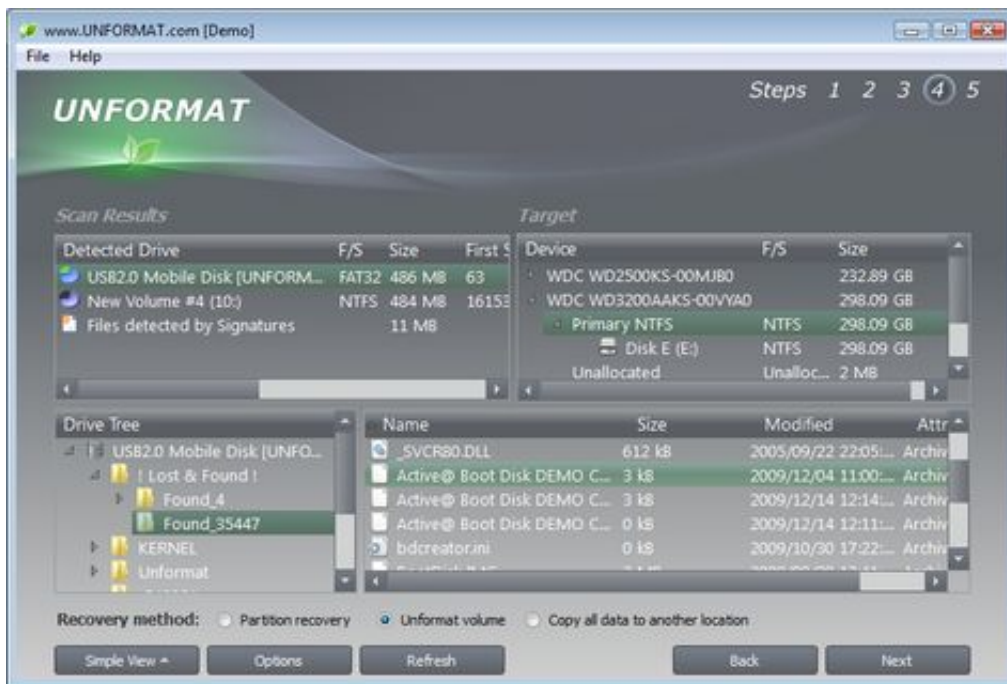 www.UNFORMAT.com [Demo]
File Help
UNFORMAT
Steps 1 2 3 4 5
Scan Results
Detected Drive F/S Size First S
USB2.0 Mobile Disk [UNFORM... FAT32 486 MB 63
New Volume #4 (10:) NTFS 484 MB 16153
Files detected by Signatures 11 MB
Target
Device F/S Size
WDC WD2500KS-00MJB0 232.89 GB
WDC WD3200AAKS-00VYA0 298.09 GB
Primary NTFS NTFS 298.09 GB
Disk E (E:) NTFS 298.09 GB
Unallocated Unalloc... 2 MB
Drive Tree
USB2.0 Mobile Disk [UNFO...
! Lost & Found !
Found_4
Found_35447
KERNEL
Unformat
Name Size Modified Attr
_SVCR80.DLL 612 kB 2005/09/22 22:05:... Archiv
Active@ Boot Disk DEMO C... 3 kB 2009/12/04 11:00:... Archiv
Active@ Boot Disk DEMO C... 3 kB 2009/12/14 12:14:... Archiv
Active@ Boot Disk DEMO C... 0 kB 2009/12/14 12:11:... Archiv
bdcreator.ini 0 kB 2009/10/30 17:22:... Archiv
Recovery method: Partition recovery Unformat volume Copy all data to another location
Simple View Options Refresh Back Next